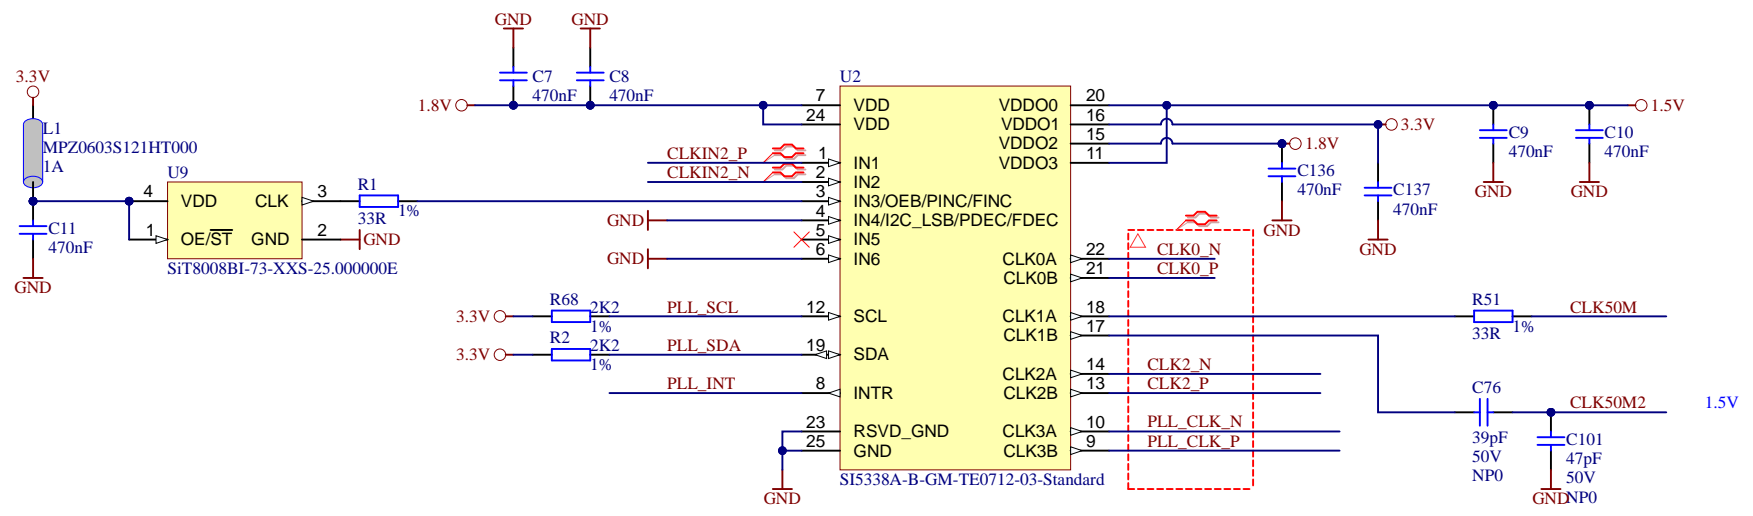 GND
GND
3.3V
C7
470nF
C8
470nF
1.8V
L1
MPZ0603S121HT000
1A
C11
470nF
GND
U9
4
VDD
CLK
3
1
OE/ST
GND
2
SiT8008BI-73-XXS-25.000000E
R1
33R
1%
GND
CLKIN2_P
CLKIN2_N
GND
GND
3.3V
R68
2K2
1%
PLL_SCL
3.3V
R2
2K2
1%
PLL_SDA
PLL_INT
GND
U2
7
VDD
24
VDD
1
IN1
2
IN2
3
IN3/OEB/PINC/FINC
4
IN4/I2C_LSB/PDEC/FDEC
5
IN5
6
IN6
12
SCL
19
SDA
8
INTR
23
RSVD_GND
25
GND
VDDO0
20
VDDO1
16
VDDO2
15
VDDO3
11
CLK0A
22
CLK0B
21
CLK1A
18
CLK1B
17
CLK2A
14
CLK2B
13
CLK3A
10
CLK3B
9
SI5338A-B-GM-TE0712-03-Standard
1.5V
3.3V
1.8V
C9
470nF
GND
C10
470nF
GND
C136
470nF
GND
C137
470nF
GND
CLK0_N
CLK0_P
CLK2_N
CLK2_P
PLL_CLK_N
PLL_CLK_P
R51
33R
1%
CLK50M
C76
39pF
50V
NP0
CLK50M2
1.5V
C101
47pF
50V
NP0
GND